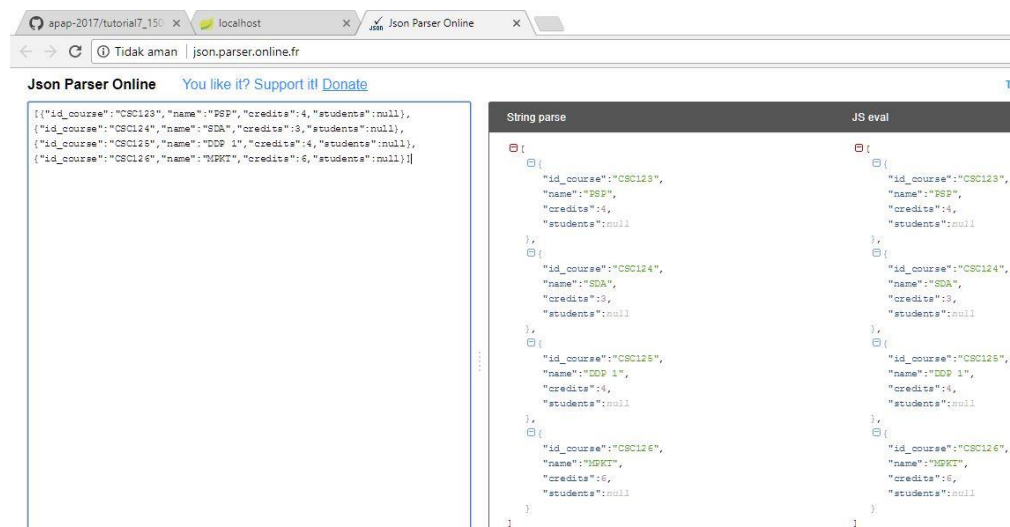 apap-2017/tutorial7_150
localhost
Json Parser Online
Tidak aman | json.parser.online.fr
Json Parser Online You like it? Support it! Donate
[{"id_course":"CSC123","name":"PSP","credits":4,"students":null},
{"id_course":"CSC124","name":"SDA","credits":3,"students":null},
{"id_course":"CSC125","name":"DDP 1","credits":4,"students":null},
{"id_course":"CSC126","name":"MPKT","credits":6,"students":null}]
String parse
[
{
"id_course":"CSC123",
"name":"PSP",
"credits":4,
"students":null
},
{
"id_course":"CSC124",
"name":"SDA",
"credits":3,
"students":null
},
{
"id_course":"CSC125",
"name":"DDP 1",
"credits":4,
"students":null
},
{
"id_course":"CSC126",
"name":"MPKT",
"credits":6,
"students":null
}
]
JS eval
[
{
"id_course":"CSC123",
"name":"PSP",
"credits":4,
"students":null
},
{
"id_course":"CSC124",
"name":"SDA",
"credits":3,
"students":null
},
{
"id_course":"CSC125",
"name":"DDP 1",
"credits":4,
"students":null
},
{
"id_course":"CSC126",
"name":"MPKT",
"credits":6,
"students":null
}
]